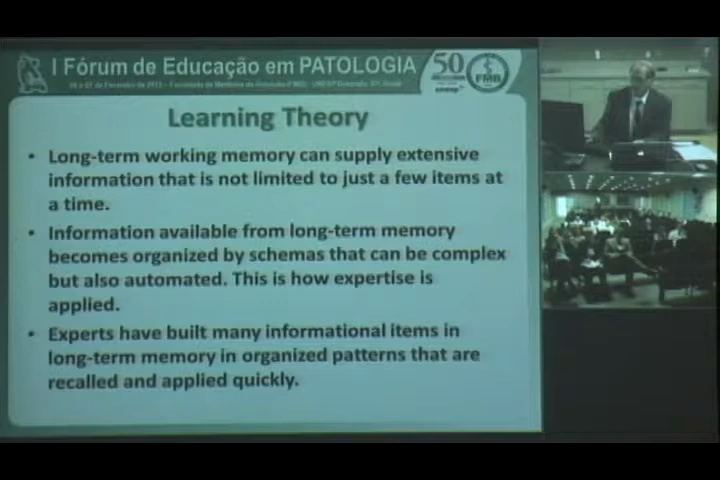 I Fórum de Educação em PATOLOGIA
50
FMB
Learning Theory
• Long-term working memory can supply extensive
information that is not limited to just a few items at
a time.
• Information available from long-term memory
becomes organized by schemas that can be complex
but also automated. This is how expertise is
applied.
• Experts have built many informational items in
long-term memory in organized patterns that are
recalled and applied quickly.